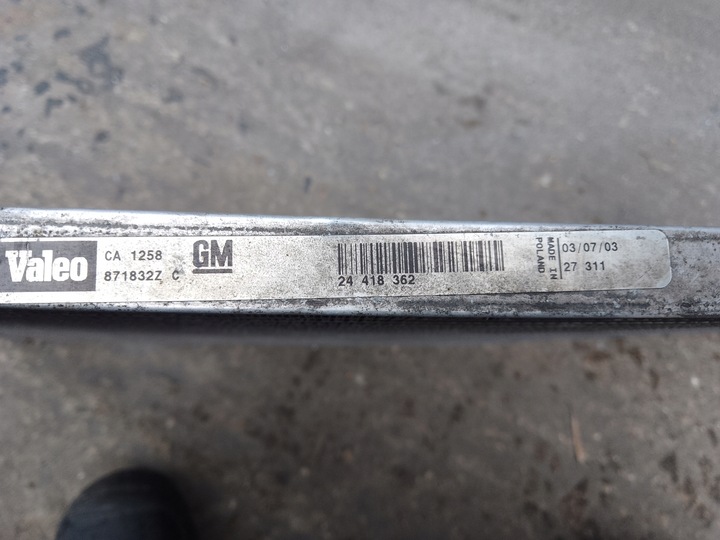 Valeo
CA 1258
871832Z C
GM
24 418 362
MADE IN
POLAND
03/07/03
27 311